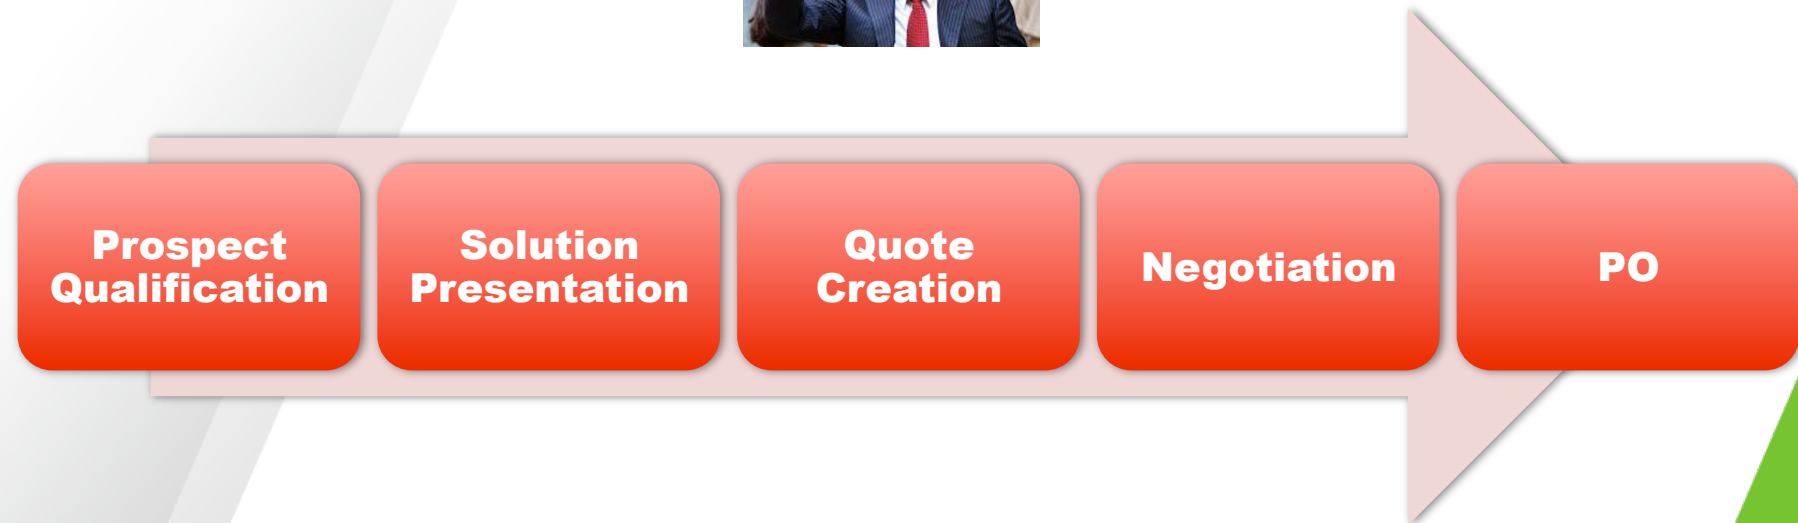 Prospect
Qualification
Solution
Presentation
Quote
Creation
Negotiation
PO